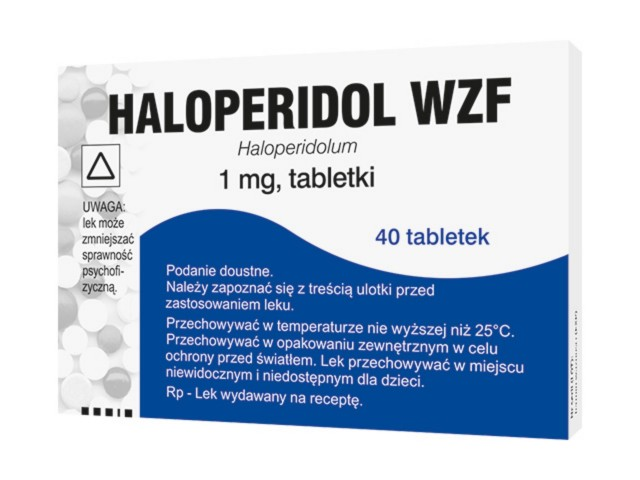 HALOPERIDOL WZF
Haloperidolum
1 mg, tabletki
UWAGA:
lek może
zmniejszać
sprawność
psychofi-
zyczną.
40 tabletek
Podanie doustne.
Należy zapoznać się z treścią ulotki przed
zastosowaniem leku.
Przechowywać w temperaturze nie wyższej niż 25°C.
Przechowywać w opakowaniu zewnętrznym w celu
ochrony przed światłem. Lek przechowywać w miejscu
niewidocznym i niedostępnym dla dzieci.
Rp - Lek wydawany na receptę.